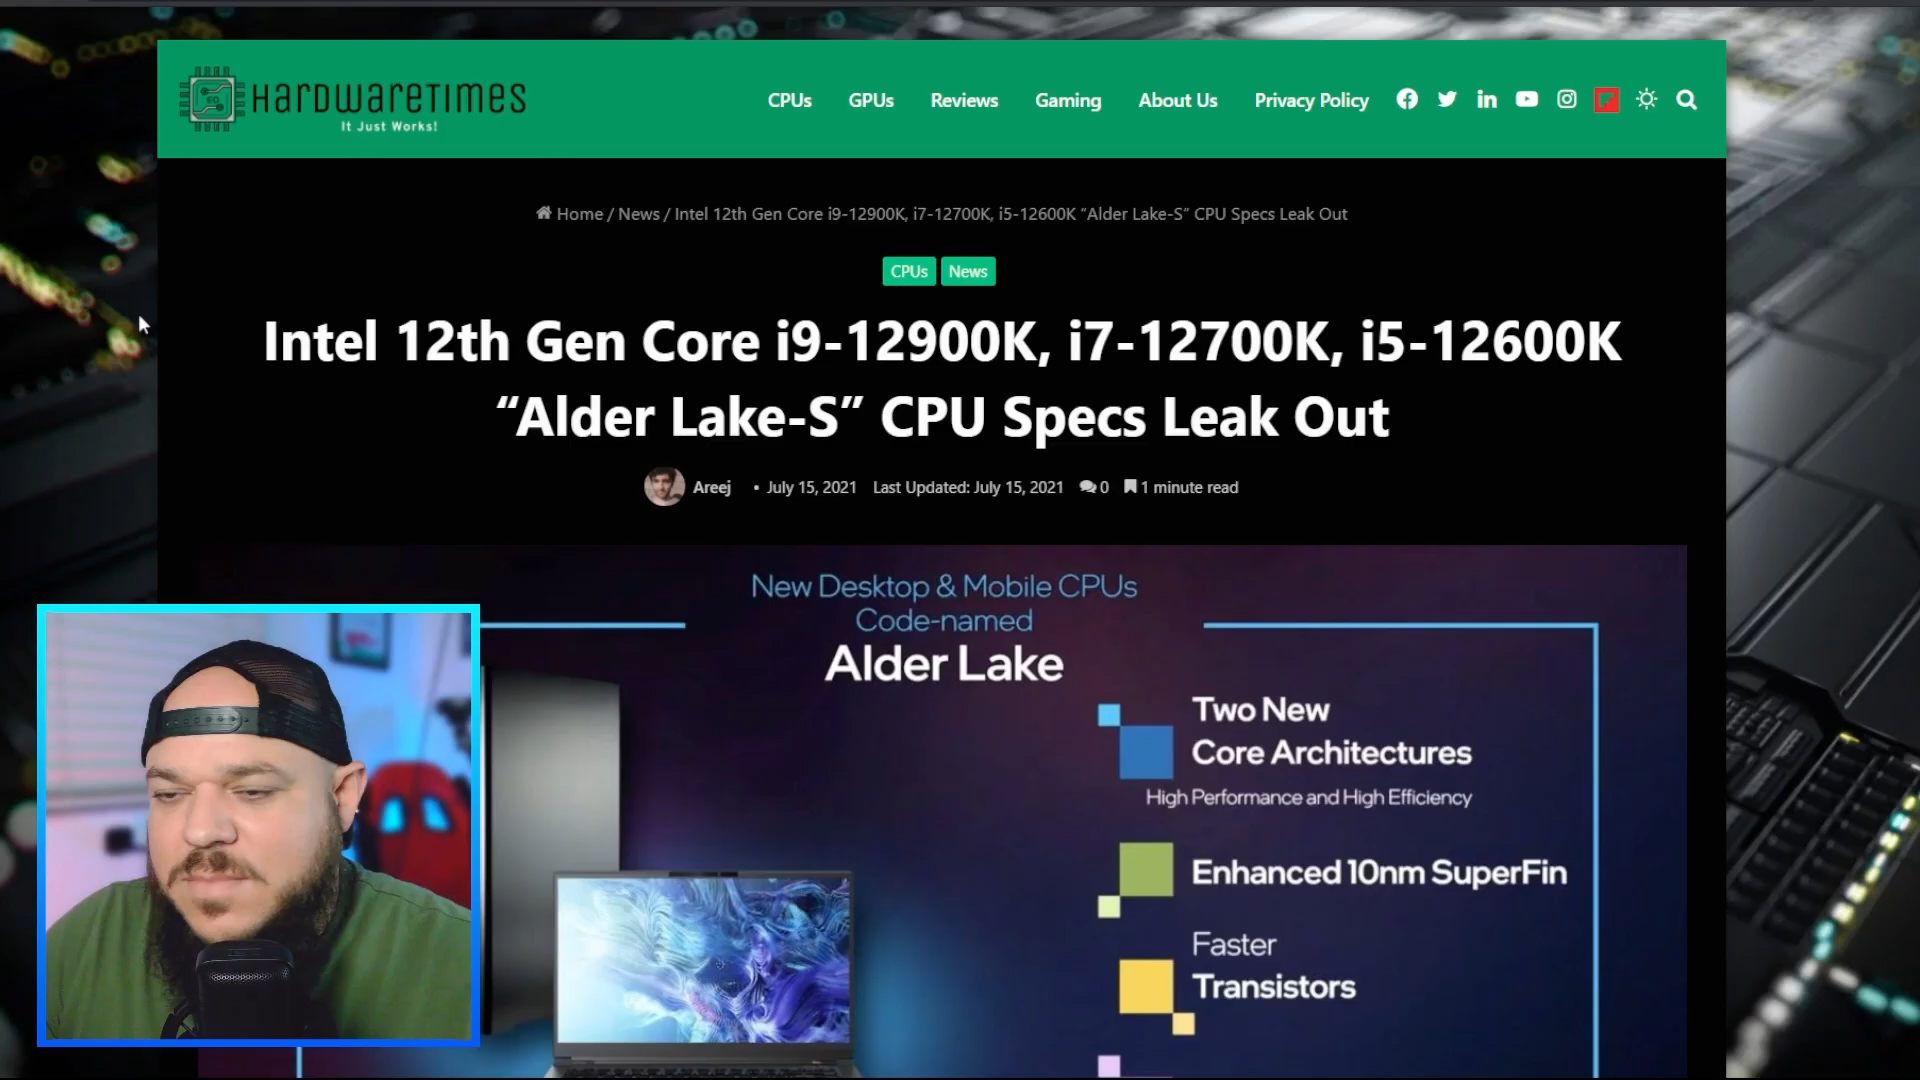 HARDWARETIMES
It Just Works!
CPUs GPUs Reviews Gaming About Us Privacy Policy
Home / News / Intel 12th Gen Core i9-12900K, i7-12700K, i5-12600K “Alder Lake-S” CPU Specs Leak Out
CPUs News
Intel 12th Gen Core i9-12900K, i7-12700K, i5-12600K
“Alder Lake-S” CPU Specs Leak Out
Areej • July 15, 2021 Last Updated: July 15, 2021 0 1 minute read
New Desktop & Mobile CPUs
Code-named
Alder Lake
Two New
Core Architectures
High Performance and High Efficiency
Enhanced 10nm SuperFin
Faster
Transistors